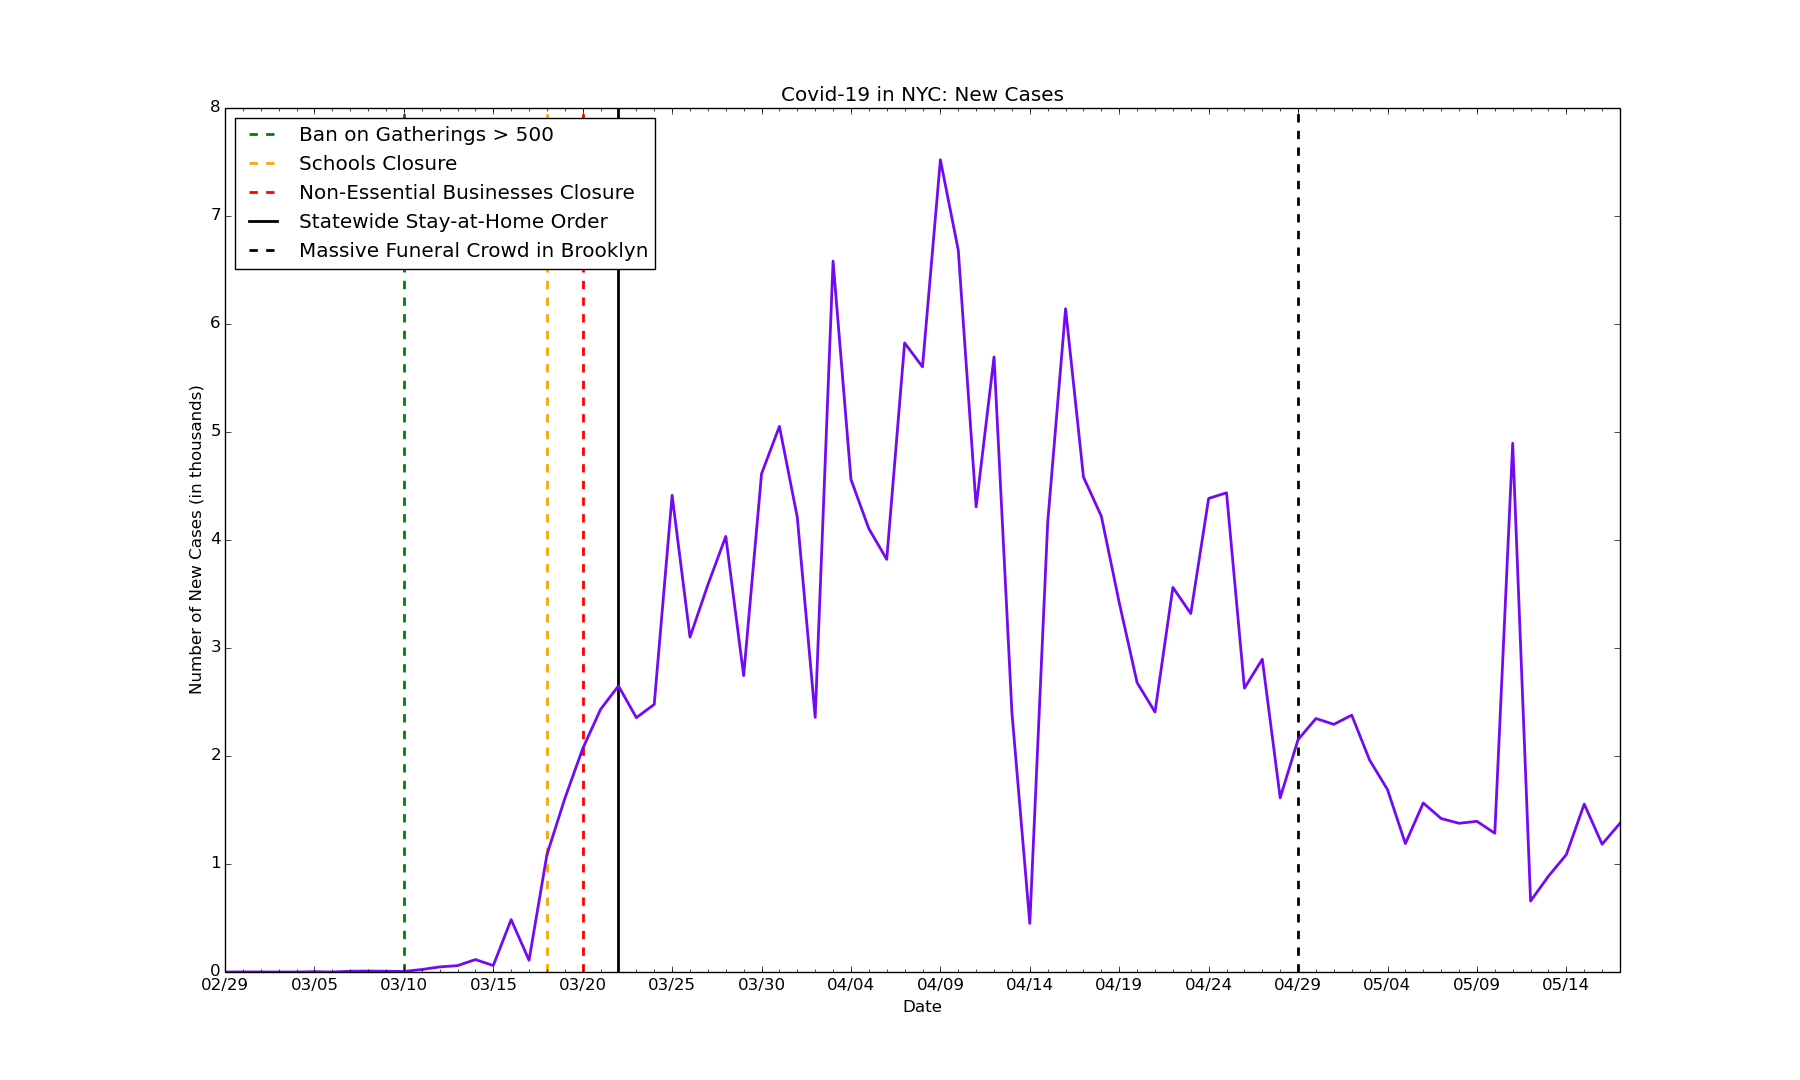 Covid-19 in NYC: New Cases
8
7
6
5
4
3
2
1
0
Number of New Cases (in thousands)
Ban on Gatherings > 500
Schools Closure
Non-Essential Businesses Closure
Statewide Stay-at-Home Order
Massive Funeral Crowd in Brooklyn
02/29 03/05 03/10 03/15 03/20 03/25 03/30 04/04 04/09 04/14 04/19 04/24 04/29 05/04 05/09 05/14
Date